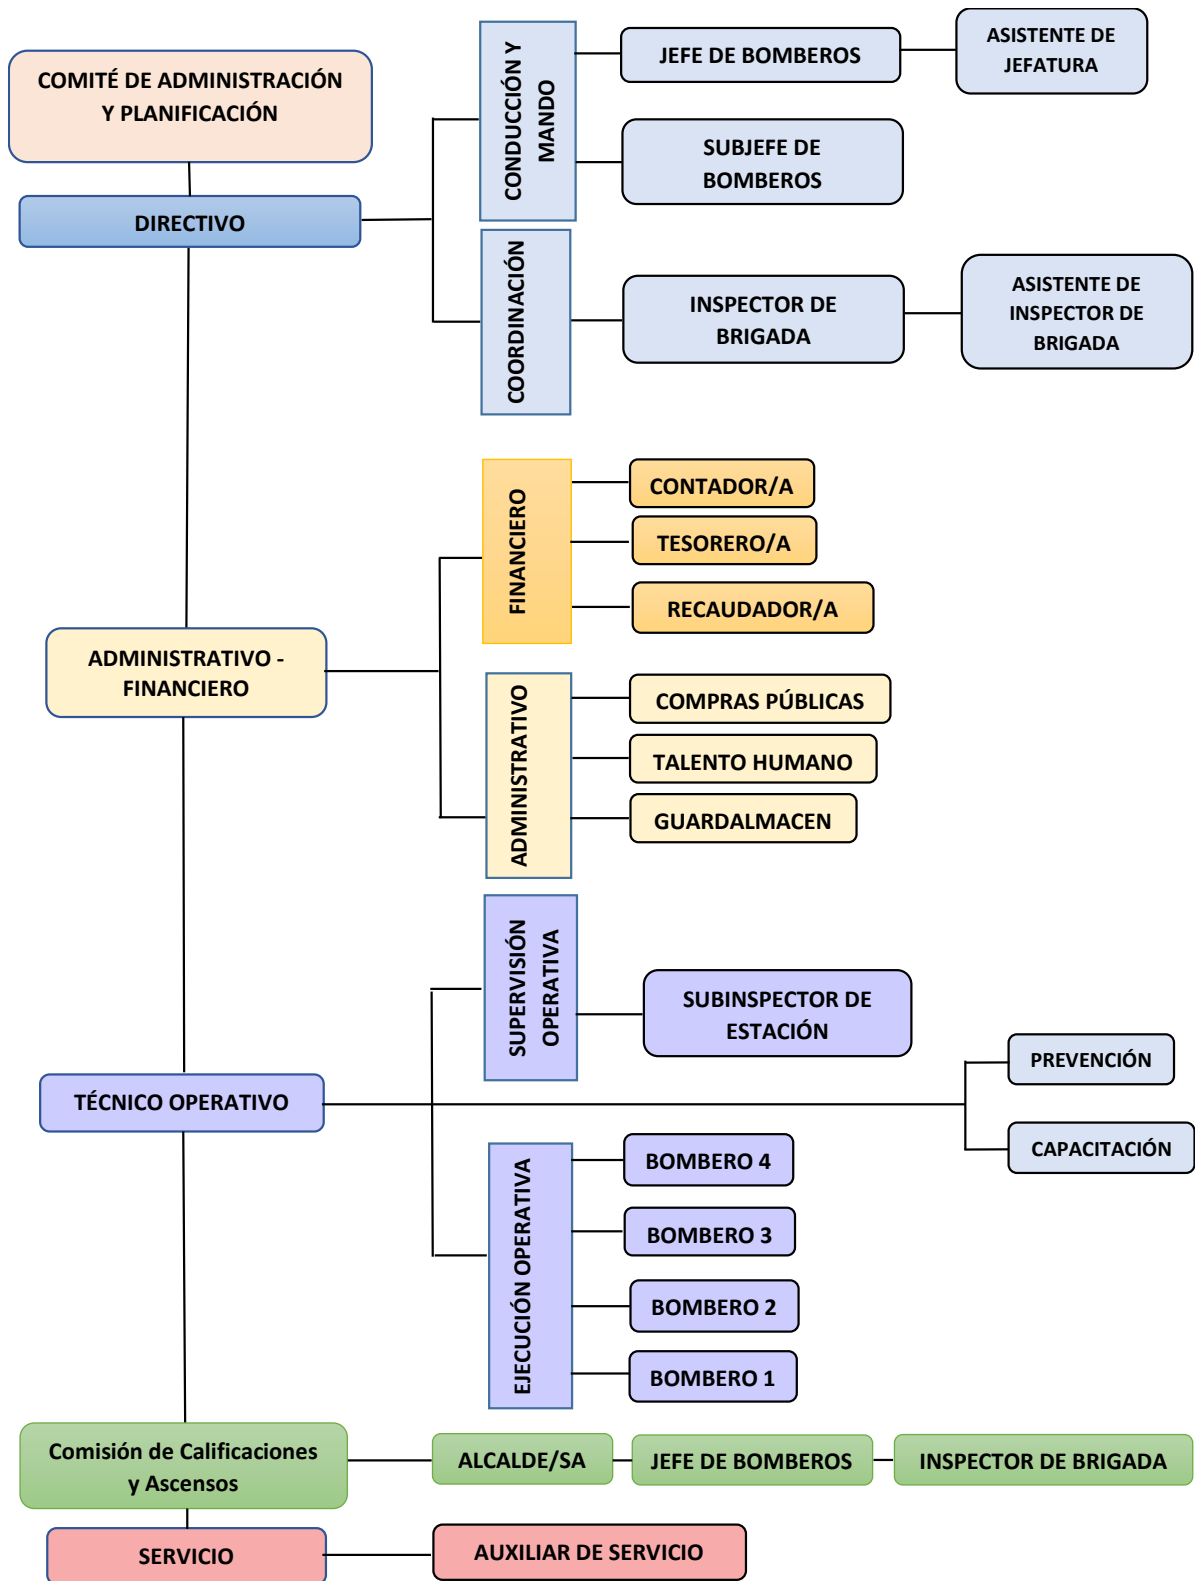 COMITÉ DE ADMINISTRACIÓN
Y PLANIFICACIÓN
DIRECTIVO
CONDUCCIÓN Y
MANDO
JEFE DE BOMBEROS
ASISTENTE DE
JEFATURA
SUBJEFE DE
BOMBEROS
COORDINACIÓN
INSPECTOR DE
BRIGADA
ASISTENTE DE
INSPECTOR DE
BRIGADA
ADMINISTRATIVO -
FINANCIERO
FINANCIERO
CONTADOR/A
TESORERO/A
RECAUDADOR/A
ADMINISTRATIVO
COMPRAS PÚBLICAS
TALENTO HUMANO
GUARDALMACEN
TÉCNICO OPERATIVO
SUPERVISIÓN
OPERATIVA
SUBINSPECTOR DE
ESTACIÓN
PREVENCIÓN
CAPACITACIÓN
EJECUCIÓN OPERATIVA
BOMBERO 4
BOMBERO 3
BOMBERO 2
BOMBERO 1
Comisión de Calificaciones
y Ascensos
ALCALDE/SA
JEFE DE BOMBEROS
INSPECTOR DE BRIGADA
SERVICIO
AUXILIAR DE SERVICIO